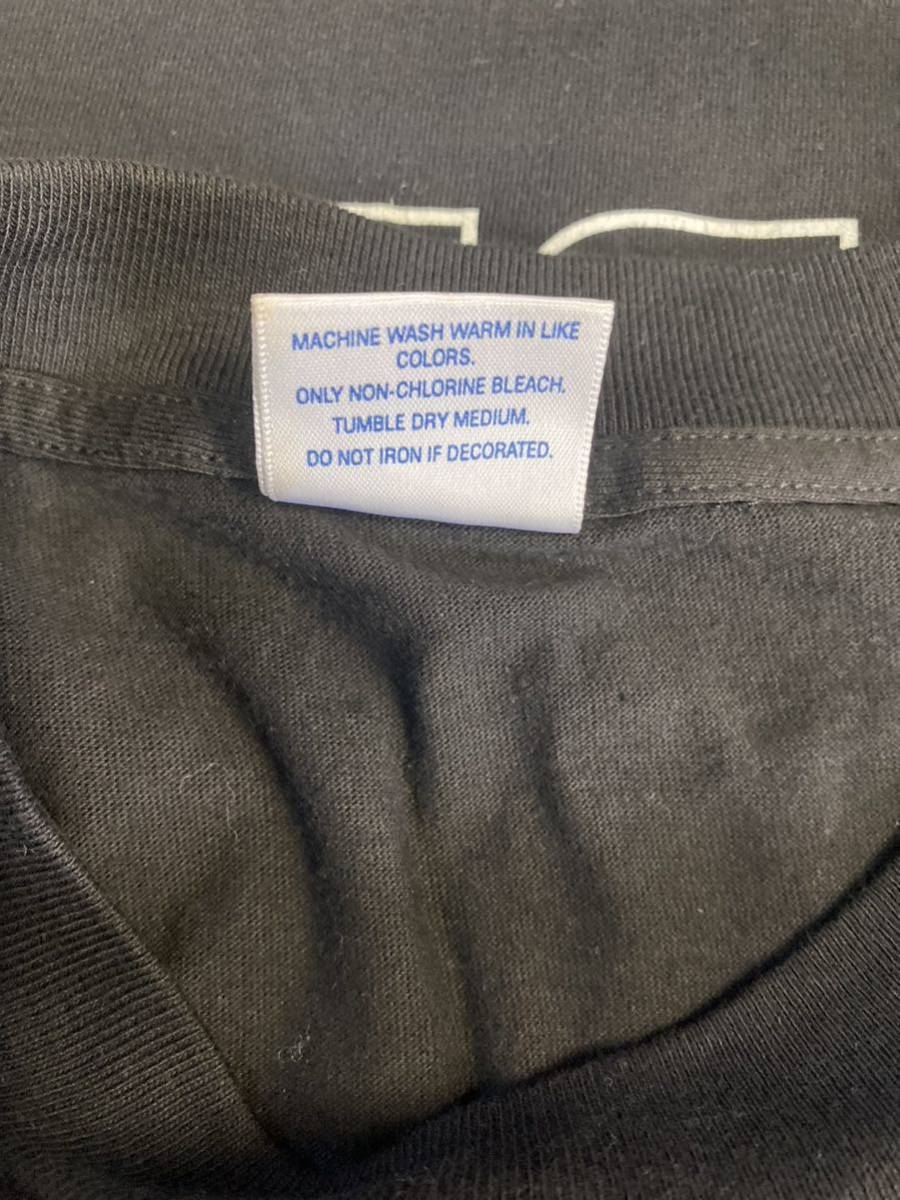 MACHINE WASH WARM IN LIKE
COLORS.
ONLY NON-CHLORINE BLEACH.
TUMBLE DRY MEDIUM.
DO NOT IRON IF DECORATED.